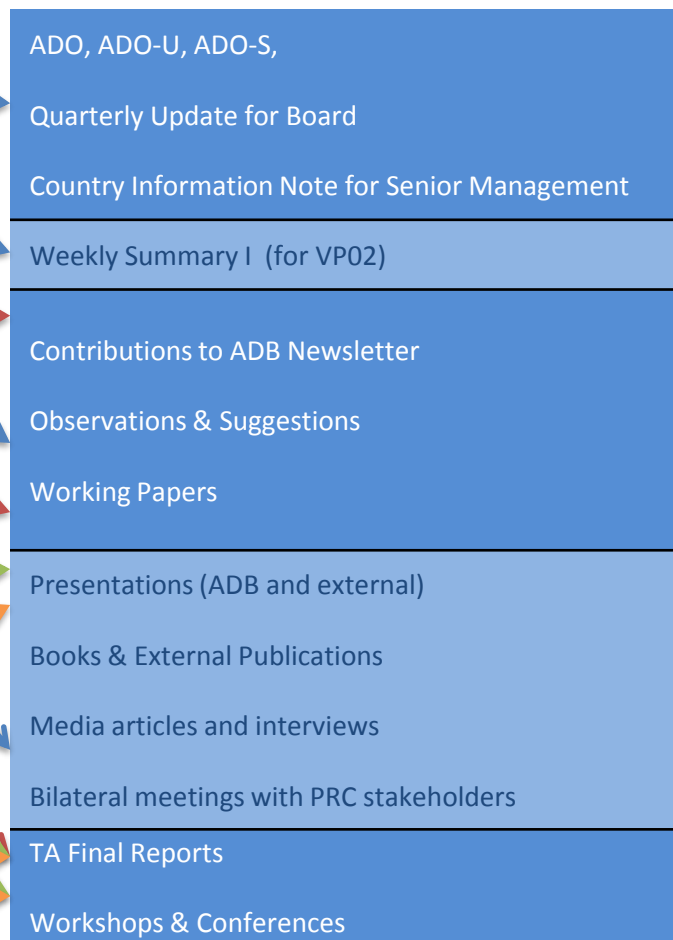 ADO, ADO-U, ADO-S,
Quarterly Update for Board
Country Information Note for Senior Management
Weekly Summary I (for VP02)
Contributions to ADB Newsletter
Observations & Suggestions
Working Papers
Presentations (ADB and external)
Books & External Publications
Media articles and interviews
Bilateral meetings with PRC stakeholders
TA Final Reports
Workshops & Conferences